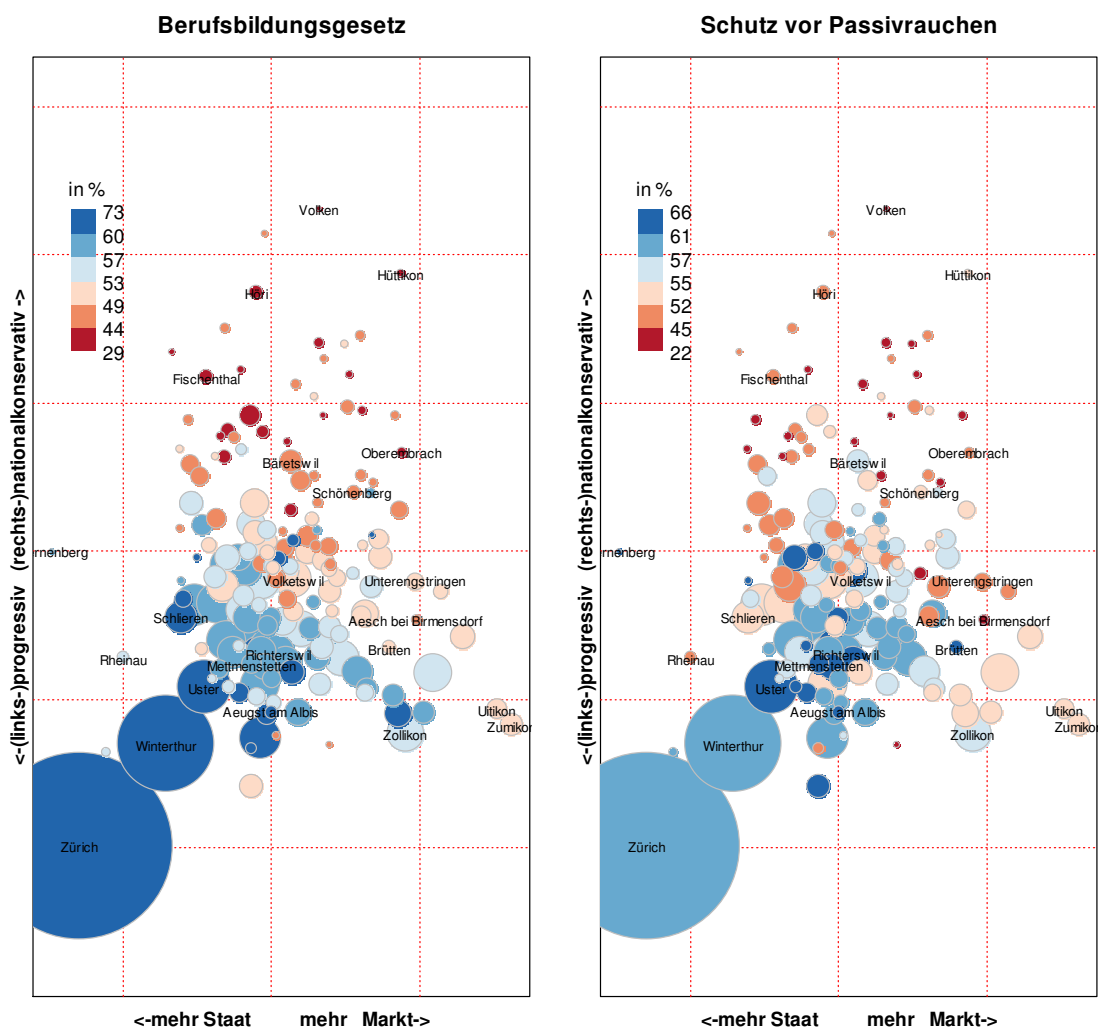 Berufsbildungsgesetz
in %
73
60
57
53
49
44
29
Volken
Hüttikon
Höri
Fischenthal
Bäretswil
Oberembrach
Schönenberg
rnenberg
Volketswil
Unterengstringen
Schlieren
Aesch bei Birmensdorf
Rheinau
Richterswil
Brütten
Mettmenstetten
Uster
Aeugst am Albis
Uitikon
Zumikon
Winterthur
Zollikon
Zürich
<-(links-)progressiv (rechts-)nationalkonservativ ->
<-mehr Staat mehr Markt->
Schutz vor Passivrauchen
in %
66
61
57
55
52
45
22
Volken
Hüttikon
Höri
Fischenthal
Bäretswil
Oberembrach
Schönenberg
rnenberg
Volketswil
Unterengstringen
Schlieren
Aesch bei Birmensdorf
Rheinau
Richterswil
Brütten
Mettmenstetten
Uster
Aeugst am Albis
Uitikon
Zumikon
Winterthur
Zollikon
Zürich
<-(links-)progressiv (rechts-)nationalkonservativ ->
<-mehr Staat mehr Markt->